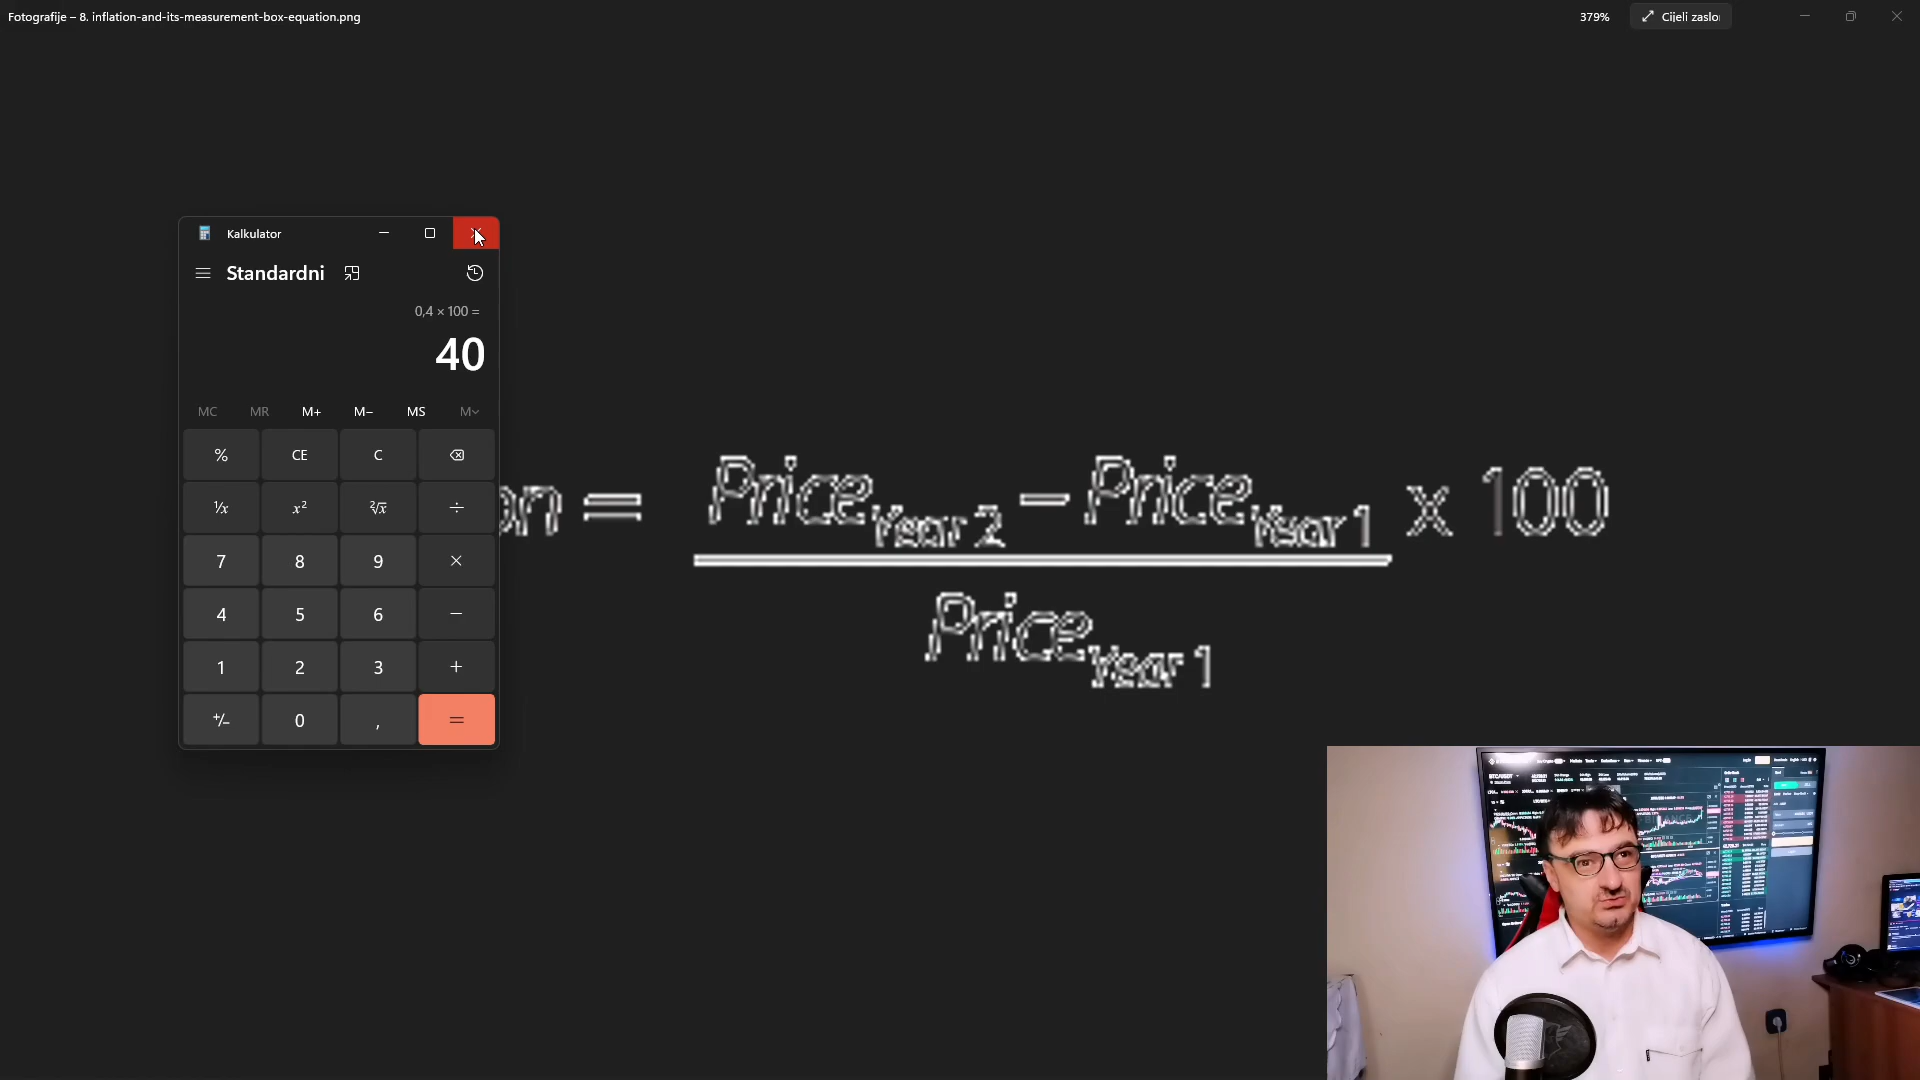 Fotografije – 8. inflation-and-its-measurement-box-equation.png
379%
Cijeli zaslo
Kalkulator
Standardni
0,4 × 100 =
40
MC MR M+ M− MS M
% CE C
¹/x x² ²√x ÷
7 8 9 ×
4 5 6 −
1 2 3 +
+/− 0 , =
on = Price Year 2 − Price Year 1 x 100
Price Year 1